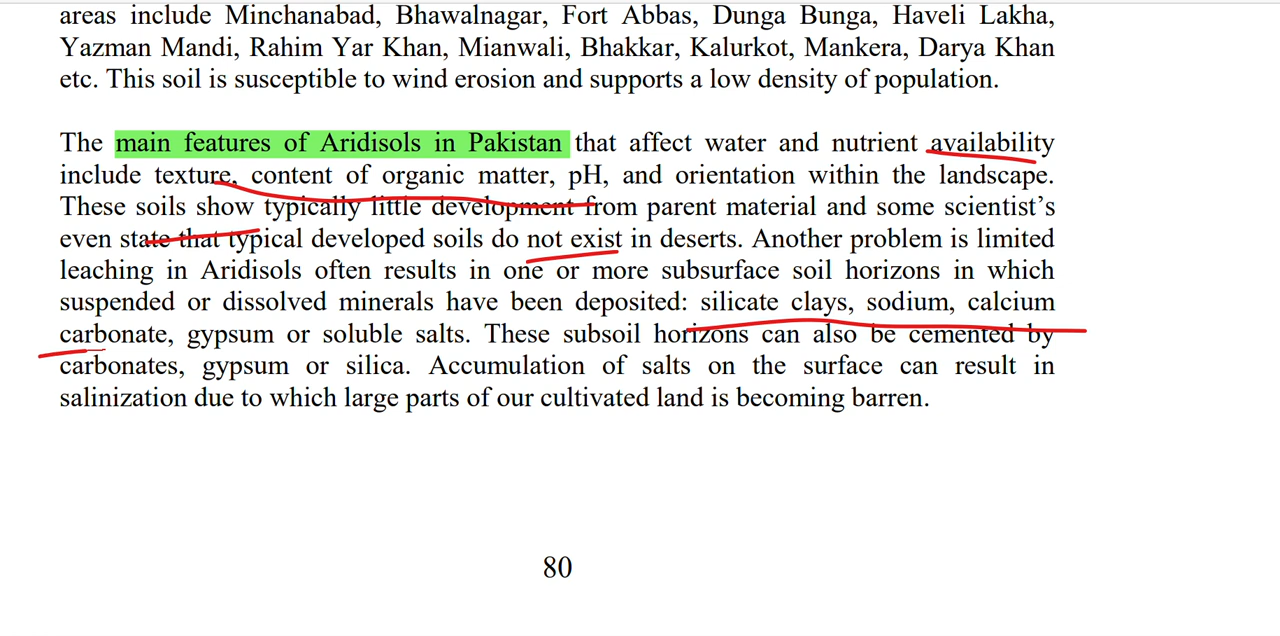 areas include Minchanabad, Bhawalnagar, Fort Abbas, Dunga Bunga, Haveli Lakha,
Yazman Mandi, Rahim Yar Khan, Mianwali, Bhakkar, Kalurkot, Mankera, Darya Khan
etc. This soil is susceptible to wind erosion and supports a low density of population.
The main features of Aridisols in Pakistan that affect water and nutrient availability
include texture, content of organic matter, pH, and orientation within the landscape.
These soils show typically little development from parent material and some scientist's
even state that typical developed soils do not exist in deserts. Another problem is limited
leaching in Aridisols often results in one or more subsurface soil horizons in which
suspended or dissolved minerals have been deposited: silicate clays, sodium, calcium
carbonate, gypsum or soluble salts. These subsoil horizons can also be cemented by
carbonates, gypsum or silica. Accumulation of salts on the surface can result in
salinization due to which large parts of our cultivated land is becoming barren.
80